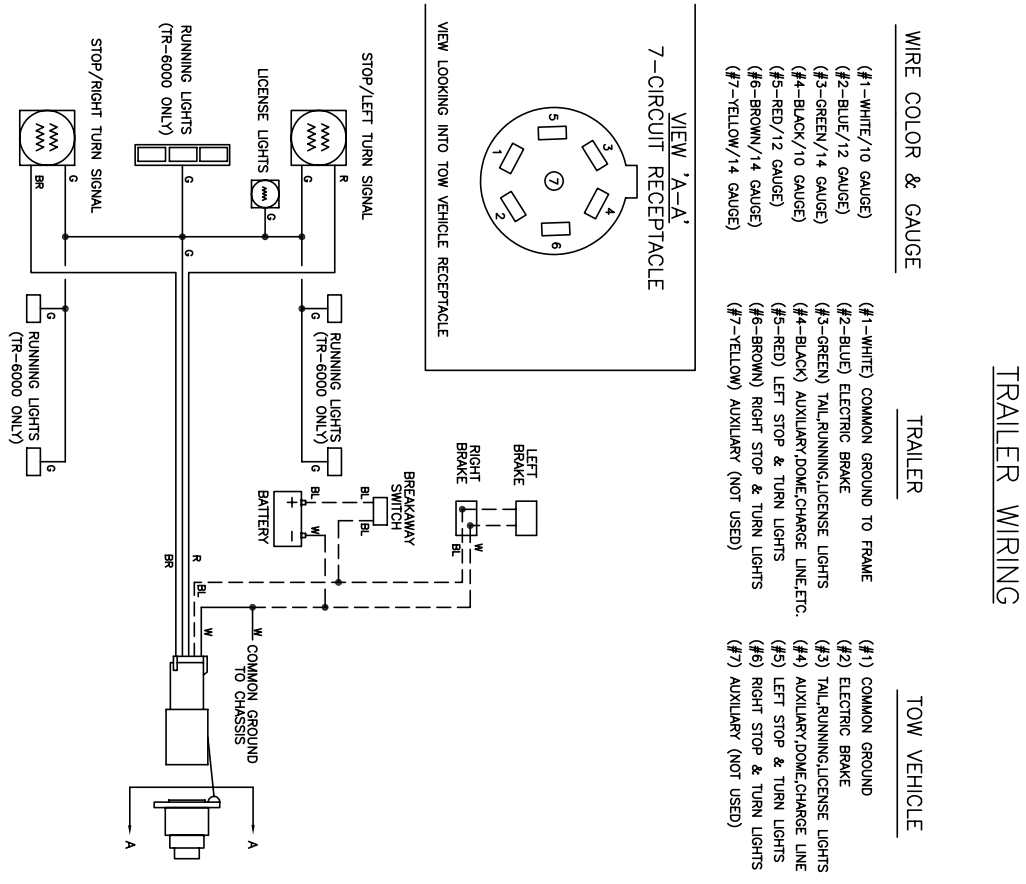 TRAILER WIRING
WIRE COLOR & GAUGE
(#1-WHITE/10 GAUGE)
(#2-BLUE/12 GAUGE)
(#3-GREEN/14 GAUGE)
(#4-BLACK/10 GAUGE)
(#5-RED/12 GAUGE)
(#6-BROWN/14 GAUGE)
(#7-YELLOW/14 GAUGE)
TRAILER
(#1-WHITE) COMMON GROUND TO FRAME
(#2-BLUE) ELECTRIC BRAKE
(#3-GREEN) TAIL,RUNNING,LICENSE LIGHTS
(#4-BLACK) AUXILIARY,DOME,CHARGE LINE,ETC.
(#5-RED) LEFT STOP & TURN LIGHTS
(#6-BROWN) RIGHT STOP & TURN LIGHTS
(#7-YELLOW) AUXILIARY (NOT USED)
TOW VEHICLE
(#1) COMMON GROUND
(#2) ELECTRIC BRAKE
(#3) TAIL,RUNNING,LICENSE LIGHTS
(#4) AUXILIARY,DOME,CHARGE LINE
(#5) LEFT STOP & TURN LIGHTS
(#6) RIGHT STOP & TURN LIGHTS
(#7) AUXILIARY (NOT USED)
VIEW 'A-A'
7-CIRCUIT RECEPTACLE
3
4
5
7
6
1
2
VIEW LOOKING INTO TOW VEHICLE RECEPTACLE
LEFT
BRAKE
RIGHT
BRAKE
W
BL
BREAKAWAY
SWITCH
BL
BL
BL
W
+
-
BATTERY
STOP/LEFT TURN SIGNAL
R
G
LICENSE LIGHTS
G
RUNNING LIGHTS
(TR-6000 ONLY)
G
G
STOP/RIGHT TURN SIGNAL
G
BR
G
G
RUNNING LIGHTS
(TR-6000 ONLY)
G
G
RUNNING LIGHTS
(TR-6000 ONLY)
W
COMMON GROUND
TO CHASSIS
W
BL
R
BR
A
A